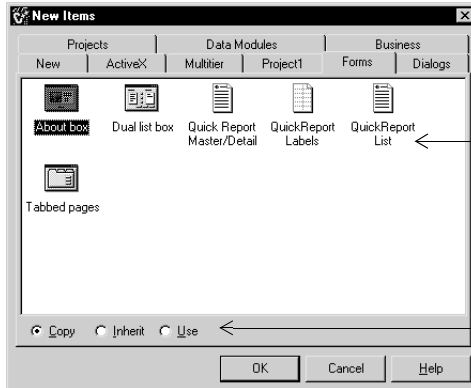 New Items
Projects Data Modules Business
New ActiveX Multitier Project1 Forms Dialogs
About box Dual list box Quick Report Master/Detail QuickReport Labels QuickReport List
Tabbed pages
Copy Inherit Use
OK Cancel Help